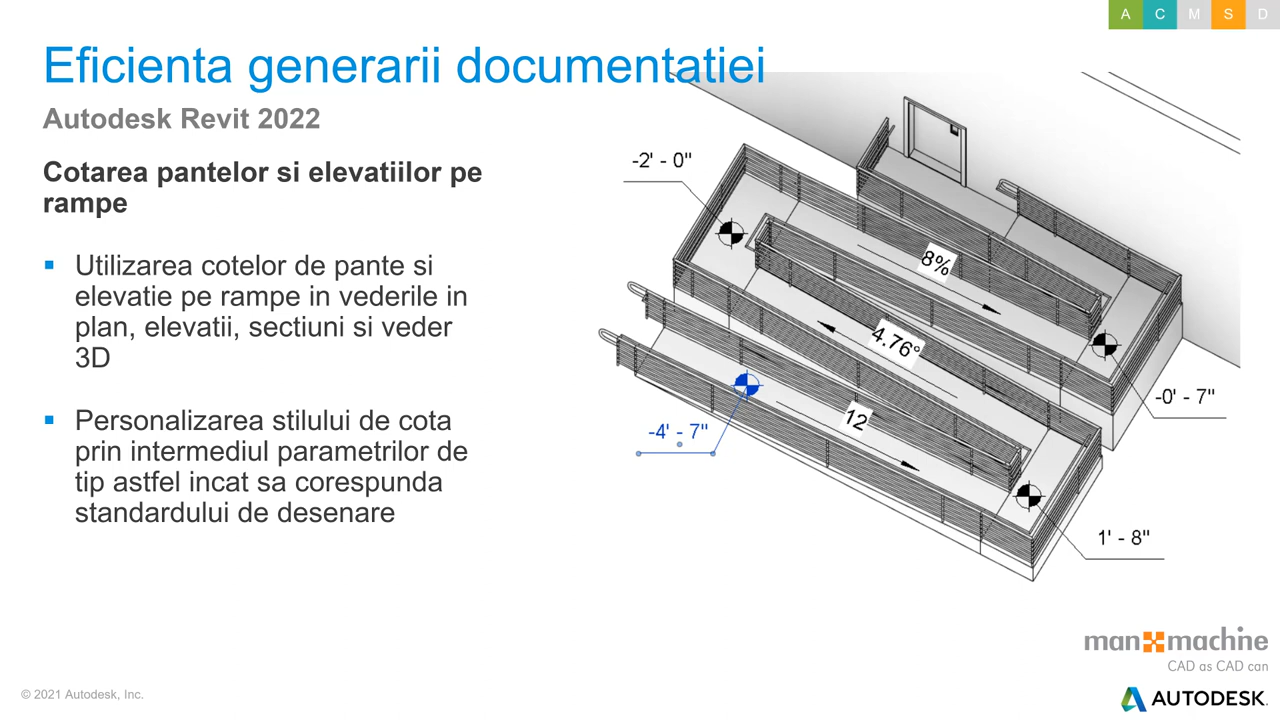 A C M S D
Eficienta generarii documentatiei
Autodesk Revit 2022
Cotarea pantelor si elevatiilor pe
rampe
Utilizarea cotelor de pante si
elevatie pe rampe in vederile in
plan, elevatii, sectiuni si veder
3D
Personalizarea stilului de cota
prin intermediul parametrilor de
tip astfel incat sa corespunda
standardului de desenare
-2' - 0"
8%
4.76°
-0' - 7"
12
-4' - 7"
1' - 8"
man machine
CAD as CAD can
© 2021 Autodesk, Inc.
AUTODESK.